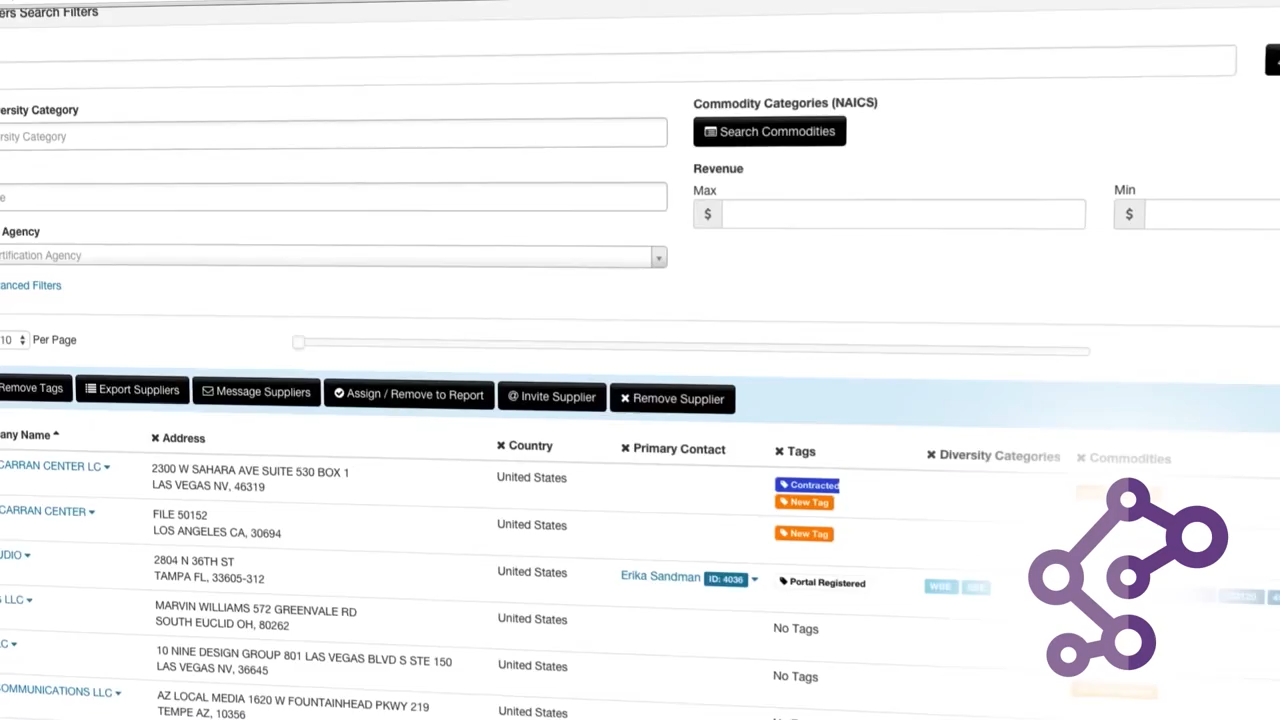 ers Search Filters
ersity Category
rsity Category
Commodity Categories (NAICS)
Search Commodities
Revenue
Max
Min
$
$
e
Agency
rtification Agency
anced Filters
10 Per Page
Remove Tags Export Suppliers Message Suppliers Assign / Remove to Report @ Invite Supplier Remove Supplier
any Name Address Country Primary Contact Tags Diversity Categories Commodities
CARRAN CENTER LC 2300 W SAHARA AVE SUITE 530 BOX 1 United States Contracted
LAS VEGAS NV, 46319 New Tag
CARRAN CENTER FILE 50152 United States New Tag
LOS ANGELES CA, 30694
UDIO 2804 N 36TH ST United States Erika Sandman ID: 4036 Portal Registered WBE
TAMPA FL, 33605-312
S LLC MARVIN WILLIAMS 572 GREENVALE RD United States No Tags
SOUTH EUCLID OH, 80262
LC 10 NINE DESIGN GROUP 801 LAS VEGAS BLVD S STE 150 United States No Tags
LAS VEGAS NV, 36645
COMMUNICATIONS LLC AZ LOCAL MEDIA 1620 W FOUNTAINHEAD PKWY 219 United States
TEMPE AZ, 10356